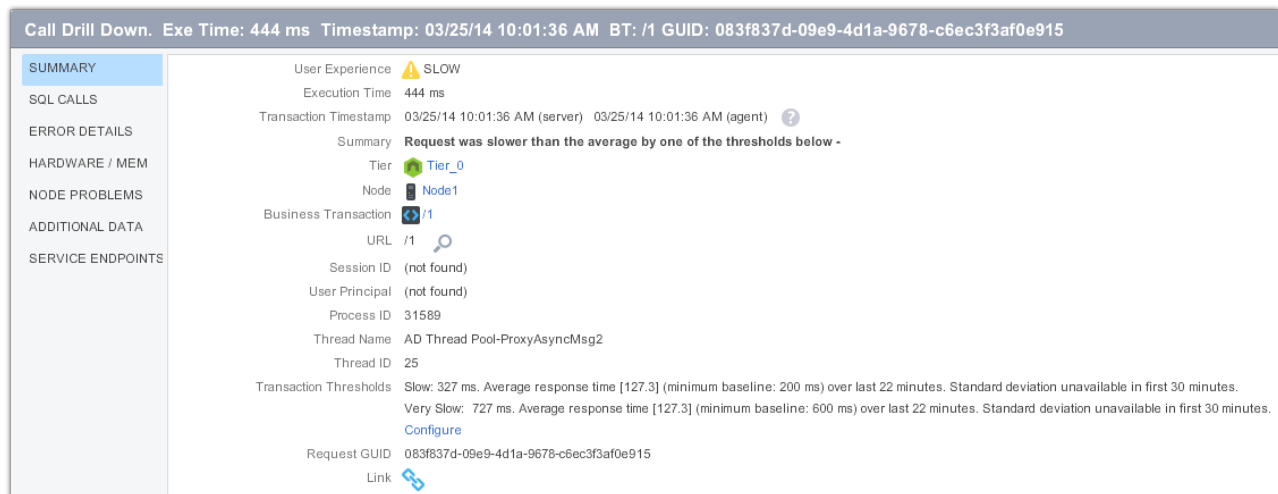 Call Drill Down. Exe Time: 444 ms Timestamp: 03/25/14 10:01:36 AM BT: /1 GUID: 083f837d-09e9-4d1a-9678-c6ec3f3af0e915
SUMMARY
SQL CALLS
ERROR DETAILS
HARDWARE / MEM
NODE PROBLEMS
ADDITIONAL DATA
SERVICE ENDPOINTS
User Experience SLOW
Execution Time 444 ms
Transaction Timestamp 03/25/14 10:01:36 AM (server) 03/25/14 10:01:36 AM (agent) ?
Summary Request was slower than the average by one of the thresholds below -
Tier Tier_0
Node Node1
Business Transaction /1
URL /1
Session ID (not found)
User Principal (not found)
Process ID 31589
Thread Name AD Thread Pool-ProxyAsyncMsg2
Thread ID 25
Transaction Thresholds Slow: 327 ms. Average response time [127.3] (minimum baseline: 200 ms) over last 22 minutes. Standard deviation unavailable in first 30 minutes.
Very Slow: 727 ms. Average response time [127.3] (minimum baseline: 600 ms) over last 22 minutes. Standard deviation unavailable in first 30 minutes.
Configure
Request GUID 083f837d-09e9-4d1a-9678-c6ec3f3af0e915
Link